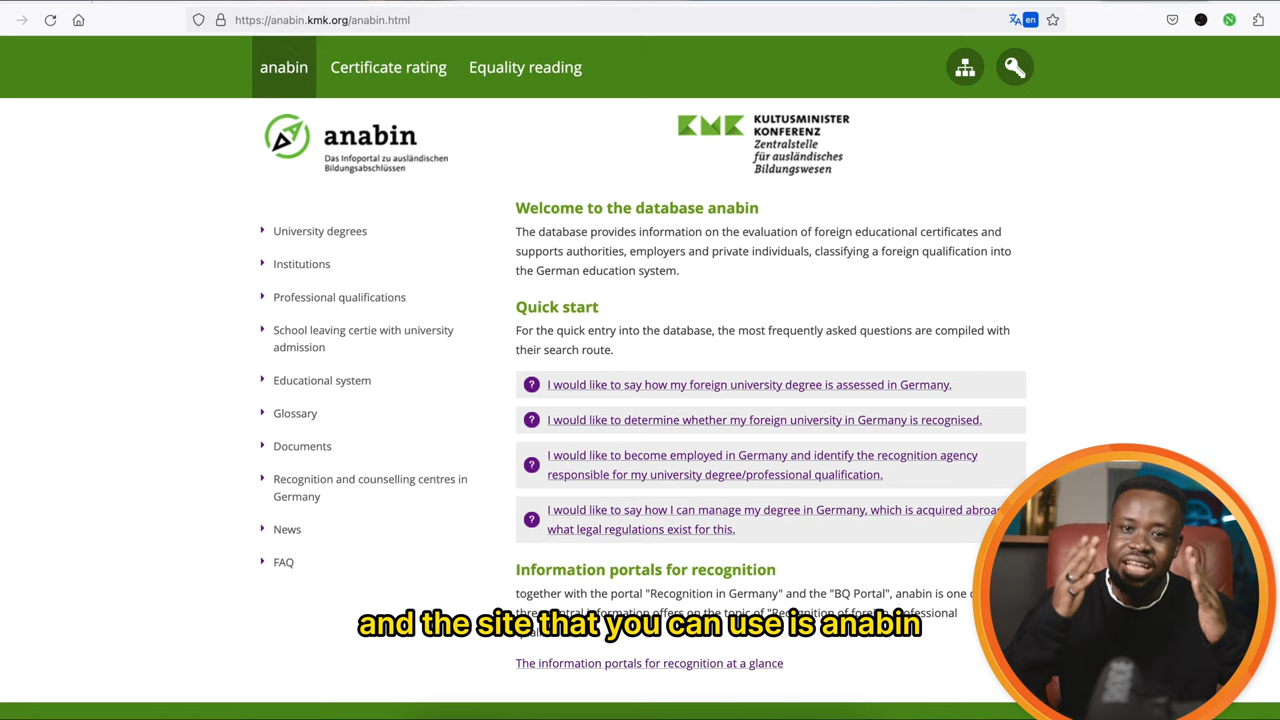 https://anabin.kmk.org/anabin.html
en
N
anabin
Certificate rating
Equality reading
anabin
Das Infoportal zu ausländischen
Bildungsabschlüssen
KMK
KULTUSMINISTER
KONFERENZ
Zentralstelle
für ausländisches
Bildungswesen
University degrees
Institutions
Professional qualifications
School leaving certie with university
admission
Educational system
Glossary
Documents
Recognition and counselling centres in
Germany
News
FAQ
Welcome to the database anabin
The database provides information on the evaluation of foreign educational certificates and
supports authorities, employers and private individuals, classifying a foreign qualification into
the German education system.
Quick start
For the quick entry into the database, the most frequently asked questions are compiled with
their search route.
? I would like to say how my foreign university degree is assessed in Germany.
? I would like to determine whether my foreign university in Germany is recognised.
? I would like to become employed in Germany and identify the recognition agency
responsible for my university degree/professional qualification.
? I would like to say how I can manage my degree in Germany, which is acquired
what legal regulations exist for this.
Information portals for recognition
together with the portal "Recognition in Germany" and the "BQ Portal", anabin is one
information offers on the topic of
and the site that you can use is anabin
The information portals for recognition at a glance